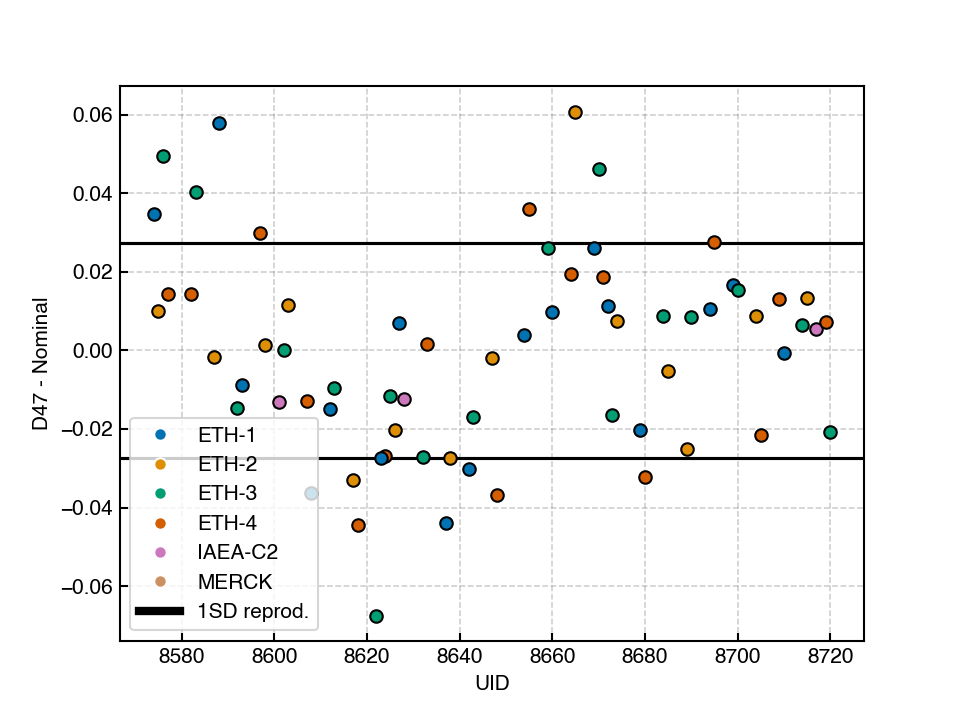 0.06
0.04
0.02
0.00
−0.02
−0.04
−0.06
D47 - Nominal
ETH-1
ETH-2
ETH-3
ETH-4
IAEA-C2
MERCK
1SD reprod.
8580 8600 8620 8640 8660 8680 8700 8720
UID